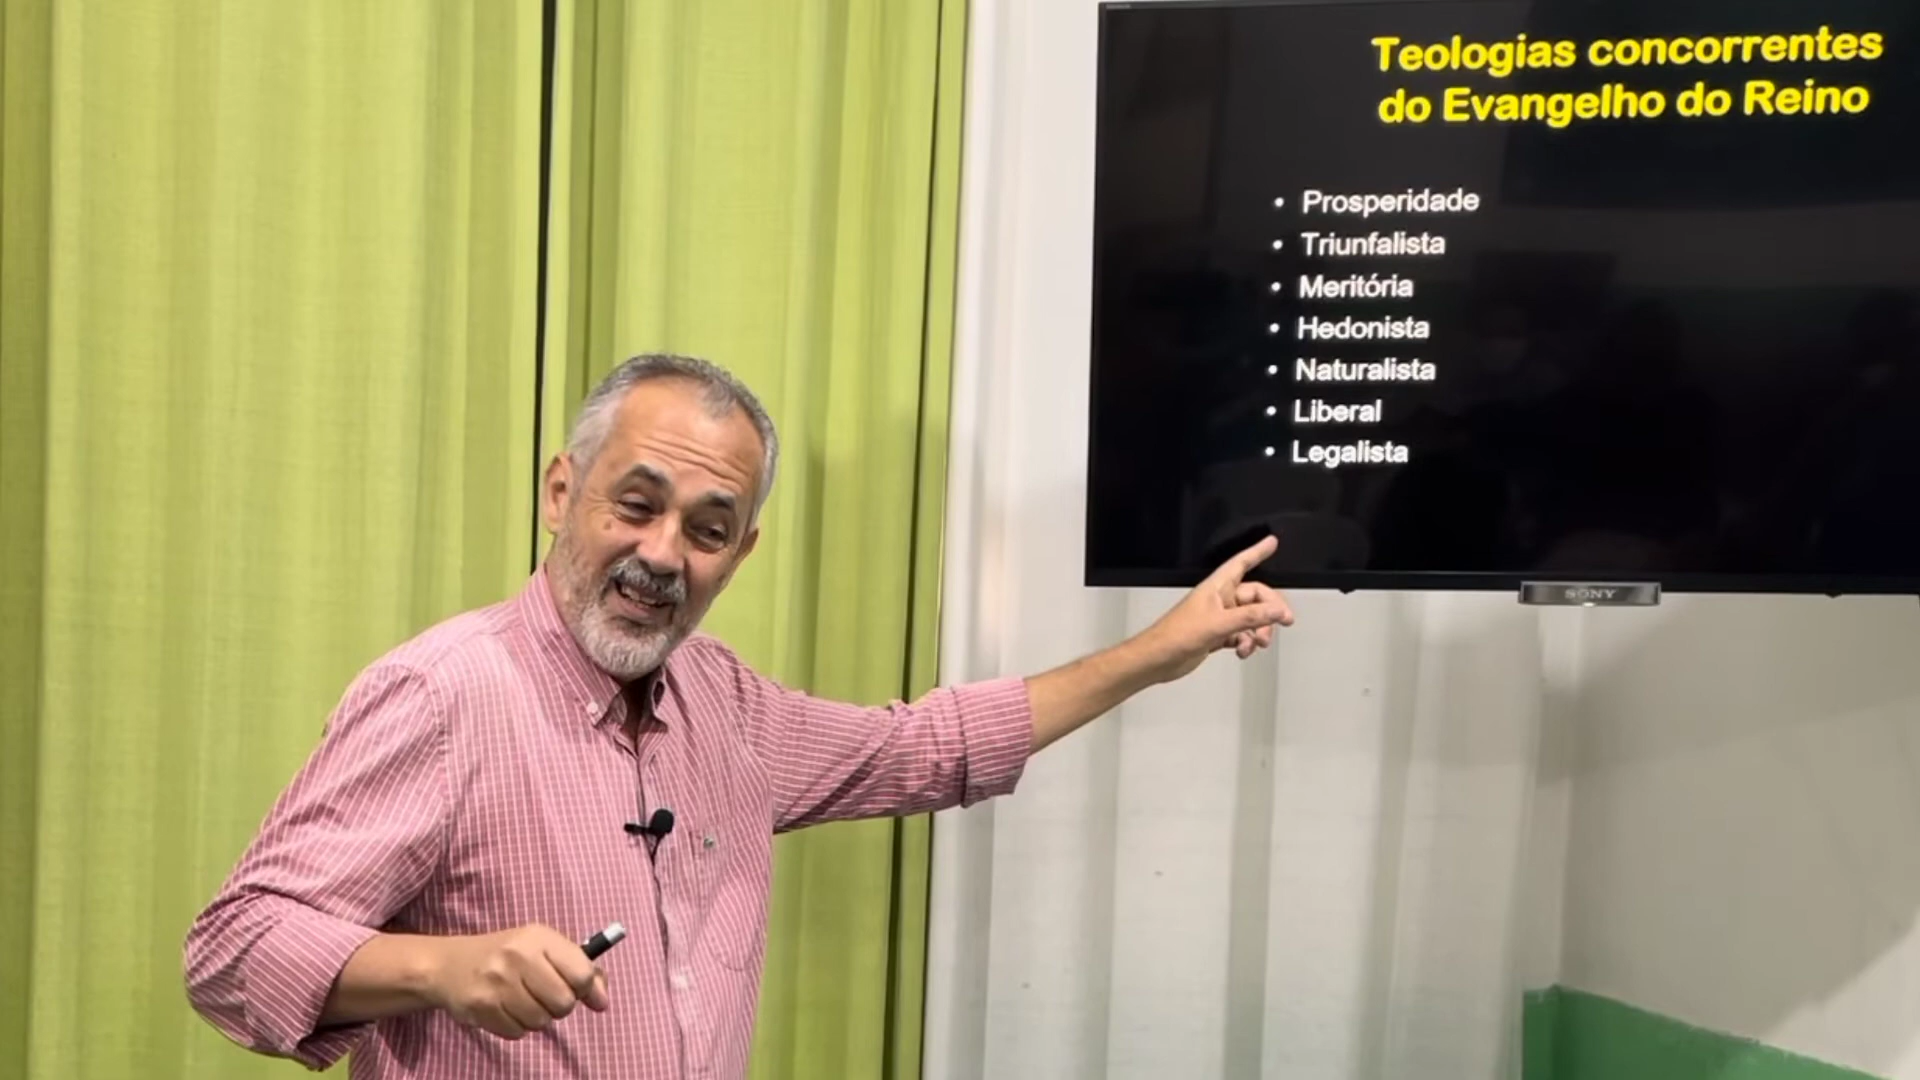 Teologias concorrentes
do Evangelho do Reino
• Prosperidade
• Triunfalista
• Meritória
• Hedonista
• Naturalista
• Liberal
• Legalista
SONY